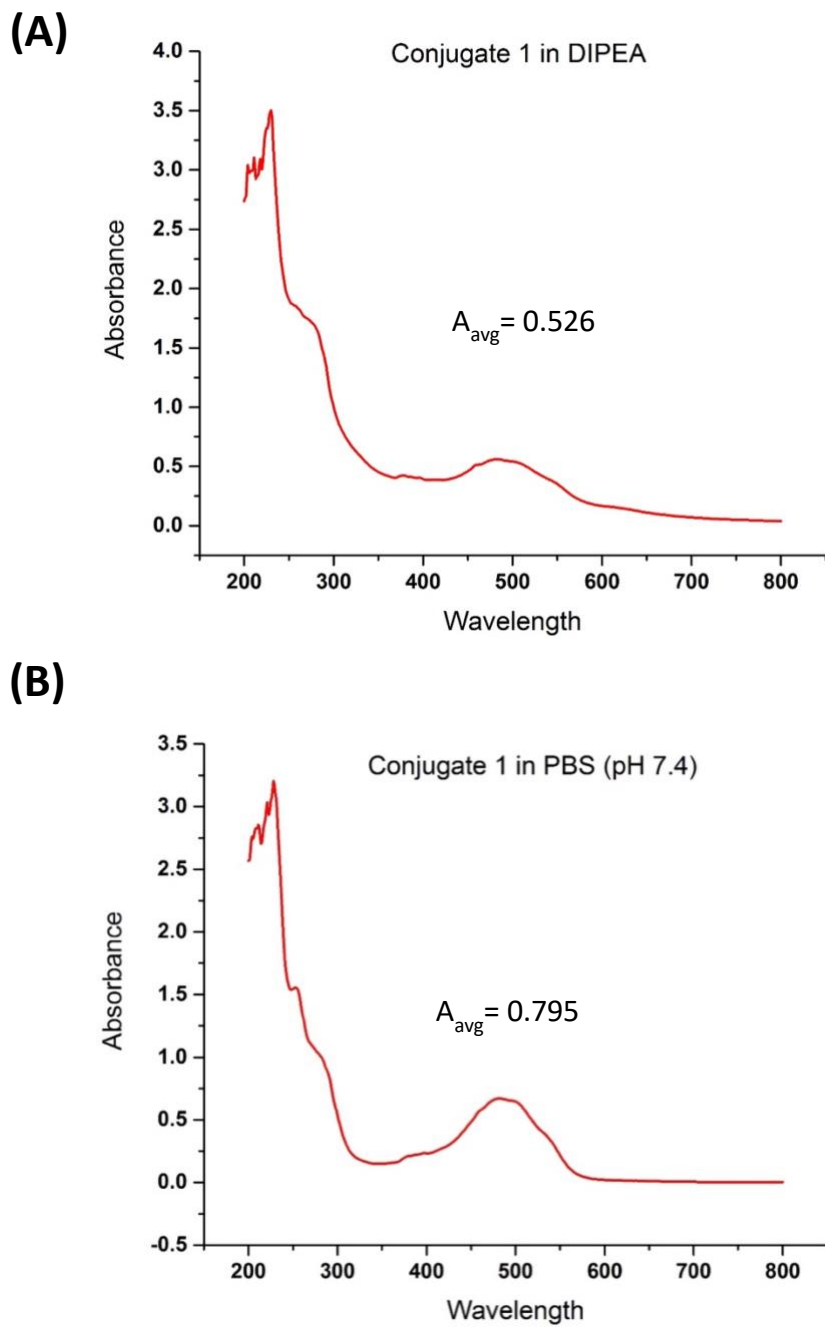 (A)
Conjugate 1 in DIPEA
4.0
3.5
3.0
2.5
2.0
1.5
1.0
0.5
0.0
Absorbance
Aavg= 0.526
200 300 400 500 600 700 800
Wavelength
(B)
Conjugate 1 in PBS (pH 7.4)
3.5
3.0
2.5
2.0
1.5
1.0
0.5
0.0
-0.5
Absorbance
Aavg= 0.795
200 300 400 500 600 700 800
Wavelength